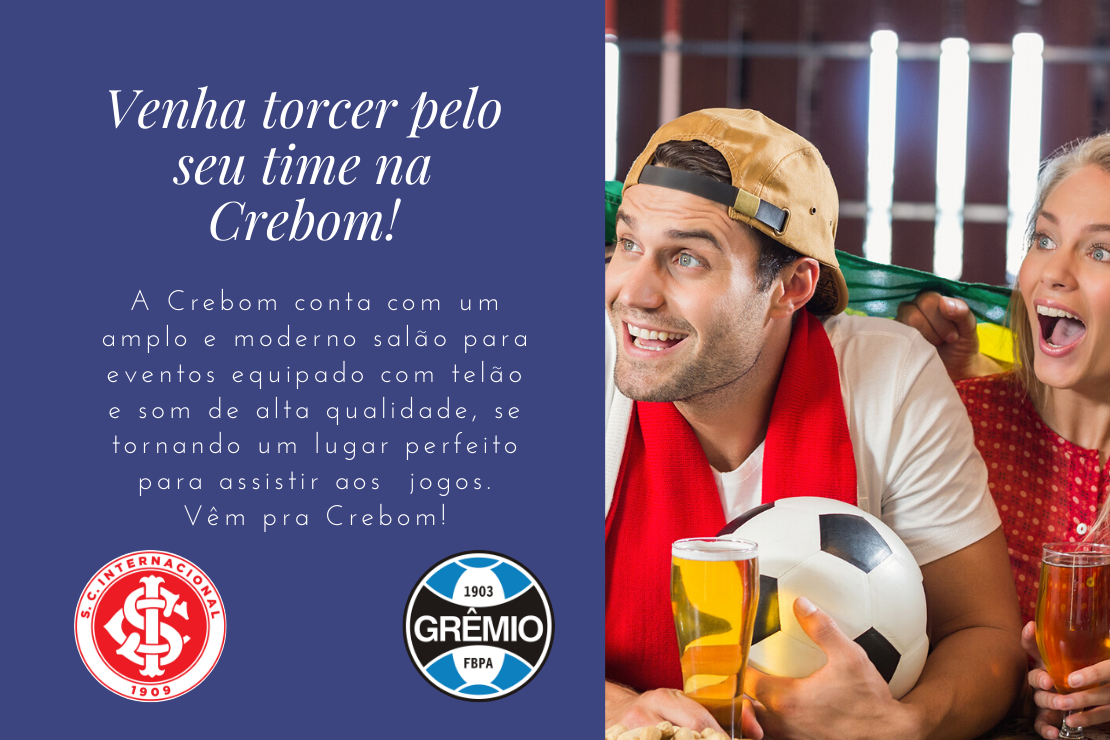 Venha torcer pelo
seu time na
Crebom!
A Crebom conta com um
amplo e moderno salão para
eventos equipado com telão
e som de alta qualidade, se
tornando um lugar perfeito
para assistir aos jogos.
Vêm pra Crebom!
S.C. INTERNACIONAL
1909
1903
GRÊMIO
FBPA